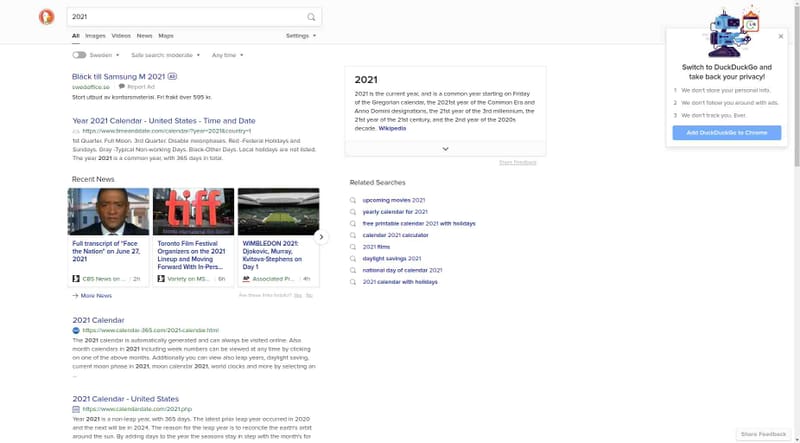 2021
All Images Videos News Maps Settings
Sweden Safe search: moderate Any time
Bläck till Samsung M 2021 Ad
swedoffice.se Report Ad
Stort utbud av kontorsmaterial. Fri frakt över 595 kr.
Year 2021 Calendar - United States - Time and Date
https://www.timeanddate.com/calendar/?year=2021&country=1
1st Quarter. Full Moon. 3rd Quarter. Disable moonphases. Red -Federal Holidays and
Sundays. Gray -Typical Non-working Days. Black-Other Days. Local holidays are not listed.
The year 2021 is a common year, with 365 days in total.
Recent News
tiff
Full transcript of "Face
the Nation" on June 27,
2021
CBS News on ... 2h
Toronto Film Festival
Organizers on the 2021
Lineup and Moving
Forward With In-Pers...
Variety on MS... 6h
WIMBLEDON 2021:
Djokovic, Murray,
Kvitova-Stephens on
Day 1
AP Associated Pr... 4h
More News
Are these links helpful? Yes No
2021 Calendar
https://www.calendar-365.com/2021-calendar.html
The 2021 calendar is automatically generated and can always be visited online. Also
month calendars in 2021 including week numbers can be viewed at any time by clicking
on one of the above months. Additionally you can view also leap years, daylight saving,
current moon phase in 2021, moon calendar 2021, world clocks and more by selecting an
...
2021 Calendar - United States
https://www.calendardate.com/2021.php
Year 2021 is a non-leap year, with 365 days. The latest prior leap year occurred in 2020
and the next will be in 2024. The reason for the leap year is to reconcile the earth's orbit
around the sun. By adding days to the year the seasons stay in step with the month's for
2021
2021 is the current year, and is a common year starting on Friday
of the Gregorian calendar, the 2021st year of the Common Era and
Anno Domini designations, the 21st year of the 3rd millennium, the
21st year of the 21st century, and the 2nd year of the 2020s
decade. Wikipedia
Share Feedback
Related Searches
upcoming movies 2021
yearly calendar for 2021
free printable calendar 2021 with holidays
calendar 2021 calculator
2021 films
daylight savings 2021
national day of calendar 2021
2021 calendar with holidays
Switch to DuckDuckGo and
take back your privacy!
1 We don't store your personal info.
2 We don't follow you around with ads.
3 We don't track you. Ever.
Add DuckDuckGo to Chrome
Share Feedback